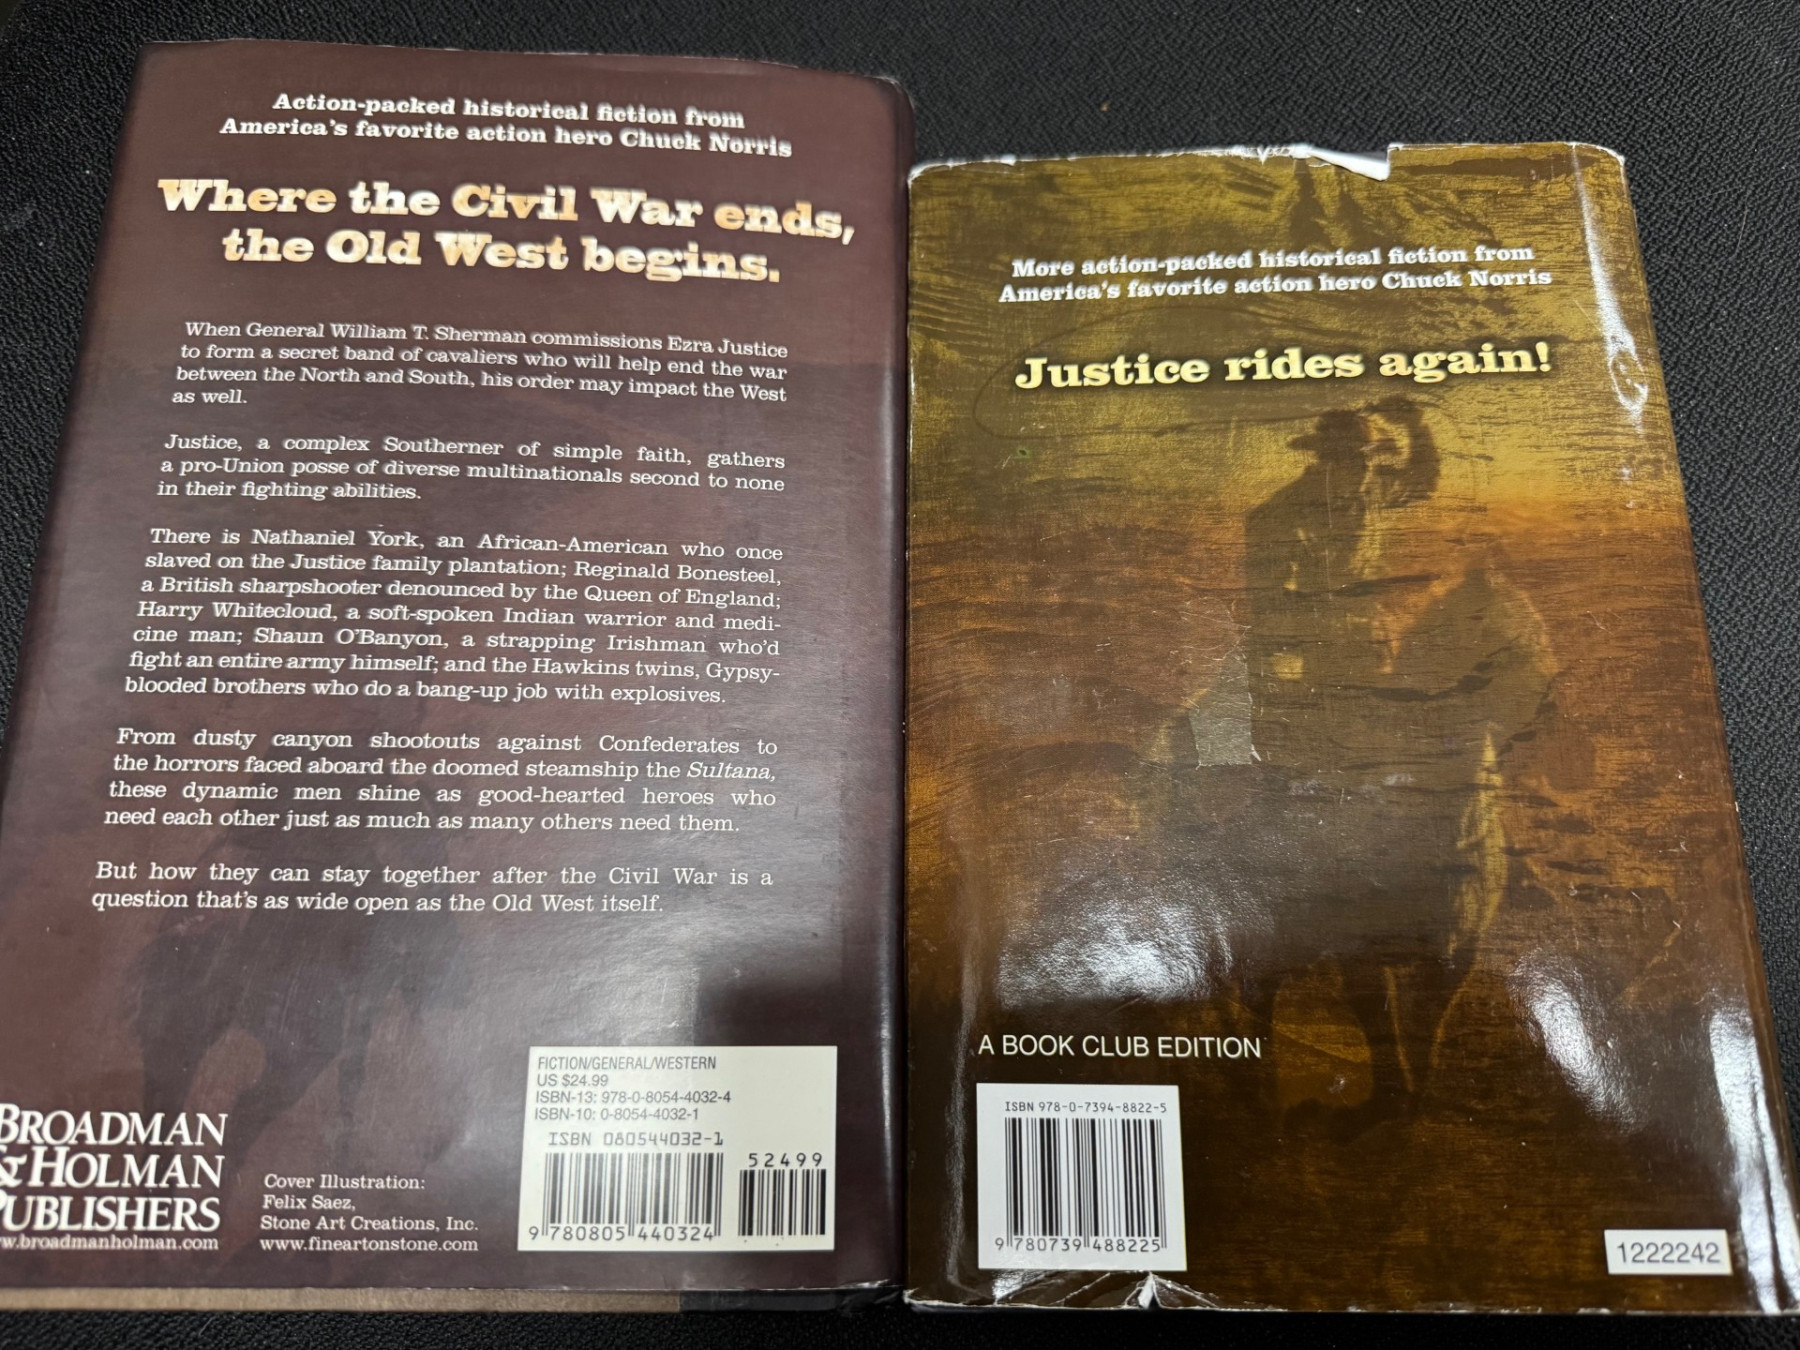 Action-packed historical fiction from
America's favorite action hero Chuck Norris
Where the Civil War ends,
the Old West begins.
When General William T. Sherman commissions Ezra Justice
to form a secret band of cavaliers who will help end the war
between the North and South, his order may impact the West
as well.
Justice, a complex Southerner of simple faith, gathers
a pro-Union posse of diverse multinationals second to none
in their fighting abilities.
There is Nathaniel York, an African-American who once
slaved on the Justice family plantation; Reginald Bonesteel,
a British sharpshooter denounced by the Queen of England;
Harry Whitecloud, a soft-spoken Indian warrior and medi-
cine man; Shaun O'Banyon, a strapping Irishman who'd
fight an entire army himself; and the Hawkins twins, Gypsy-
blooded brothers who do a bang-up job with explosives.
From dusty canyon shootouts against Confederates to
the horrors faced aboard the doomed steamship the Sultana,
these dynamic men shine as good-hearted heroes who
need each other just as much as many others need them.
But how they can stay together after the Civil War is a
question that's as wide open as the Old West itself.
BROADMAN
& HOLMAN
PUBLISHERS
www.broadmanholman.com
Cover Illustration:
Felix Saez,
Stone Art Creations, Inc.
www.fineartonstone.com
FICTION/GENERAL/WESTERN
US $24.99
ISBN-13: 978-0-8054-4032-4
ISBN-10: 0-8054-4032-1
ISBN 080544032-1
52499
9 780805 440324
More action-packed historical fiction from
America's favorite action hero Chuck Norris
Justice rides again!
A BOOK CLUB EDITION
ISBN 978-0-7394-8822-5
9 780739 488225
1222242